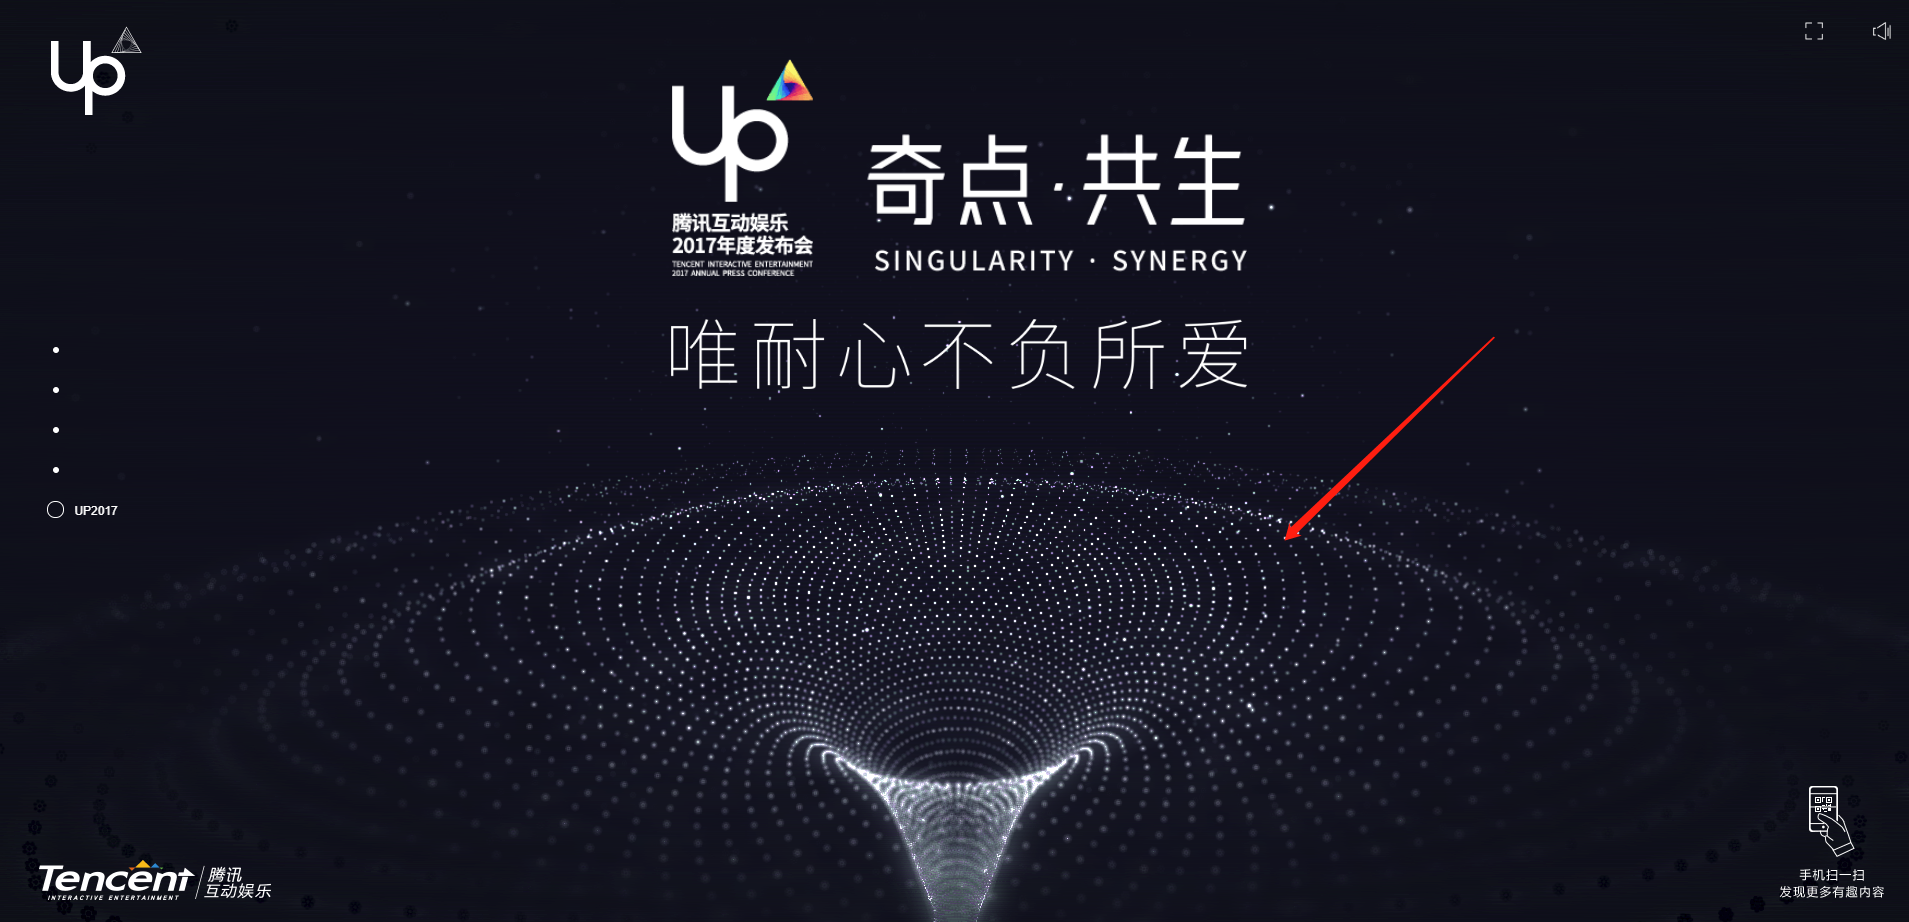 Up
Up
奇点·共生
腾讯互动娱乐
2017年度发布会
TENCENT INTERACTIVE ENTERTAINMENT
2017 ANNUAL PRESS CONFERENCE
SINGULARITY · SYNERGY
唯耐心不负所爱
UP2017
Tencent
INTERACTIVE ENTERTAINMENT
腾讯
互动娱乐
手机扫一扫
发现更多有趣内容